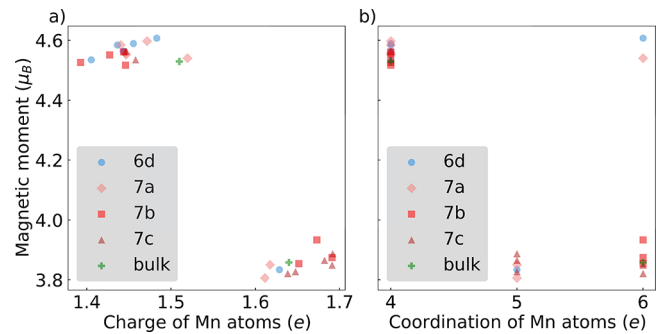 a)
b)
Magnetic moment (μB)
4.6
4.4
4.2
4.0
3.8
6d
7a
7b
7c
bulk
1.4
1.5
1.6
1.7
Charge of Mn atoms (e)
6d
7a
7b
7c
bulk
4
5
6
Coordination of Mn atoms (e)